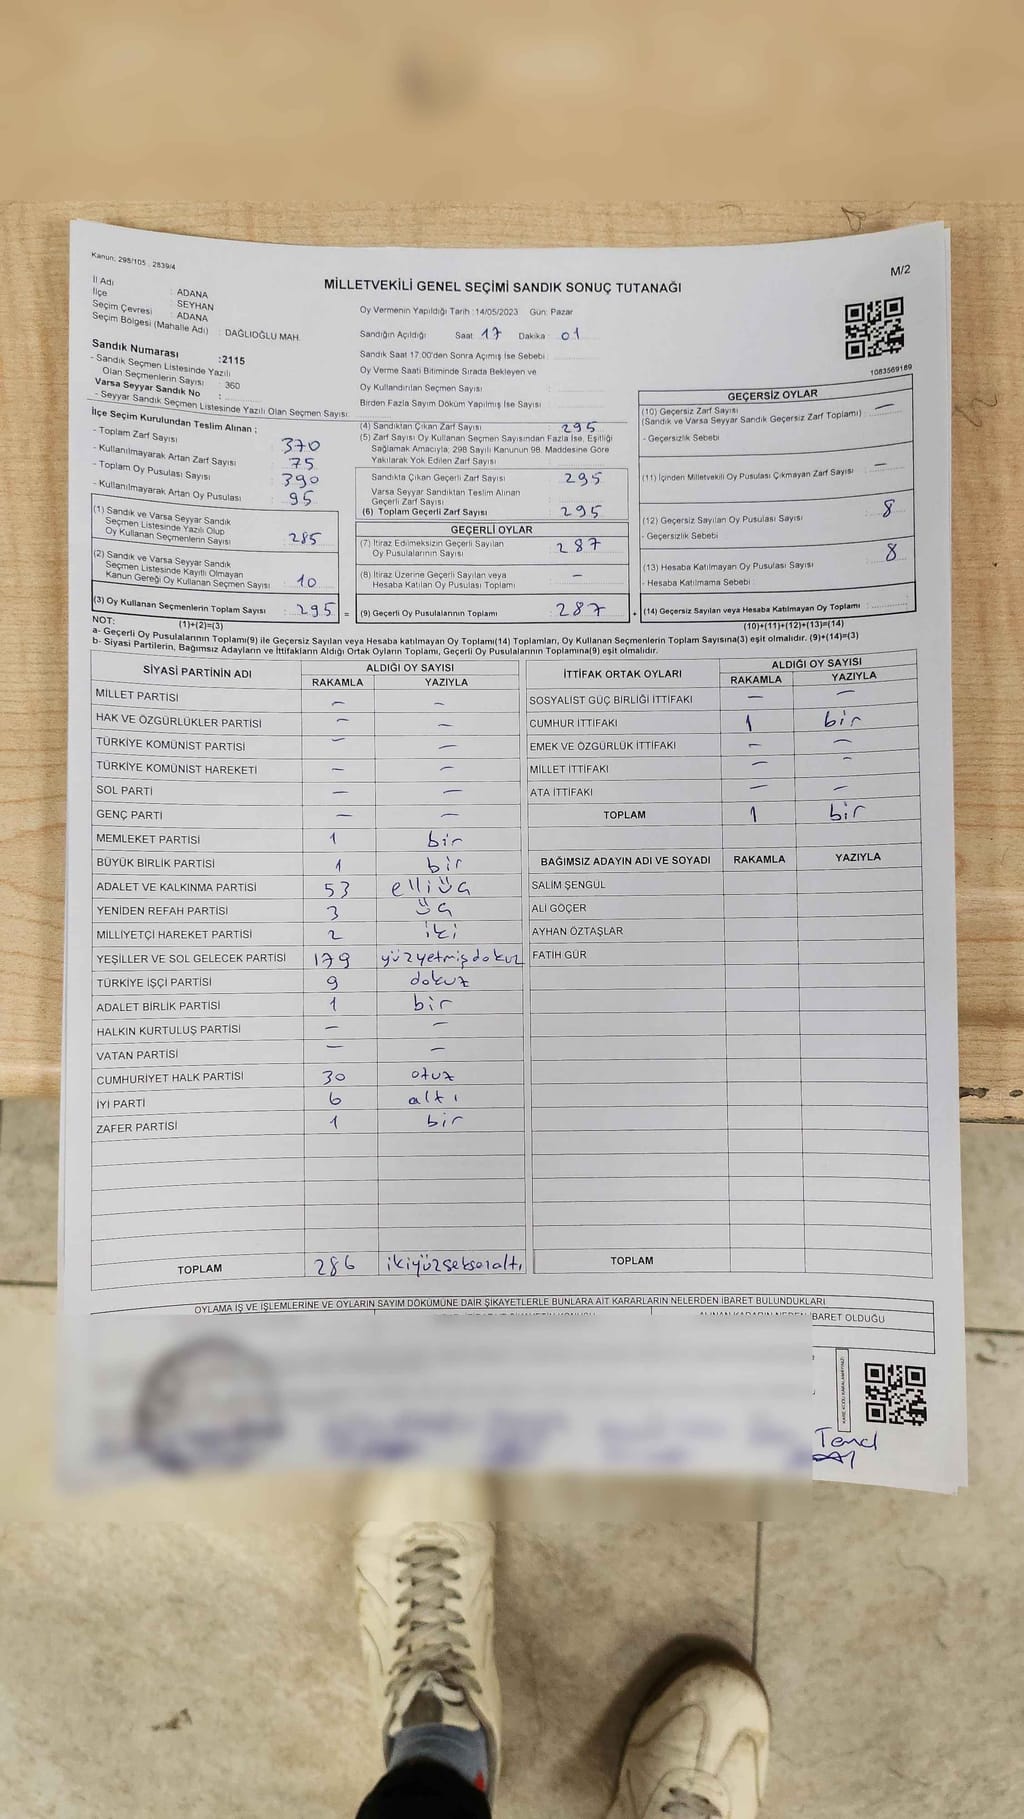 Kanun: 298/105 . 2839/4
M/2
MİLLETVEKİLİ GENEL SEÇİMİ SANDIK SONUÇ TUTANAĞI
İl Adı : ADANA
İlçe : SEYHAN
Seçim Çevresi : ADANA
Seçim Bölgesi (Mahalle Adı) : DAĞLIOĞLU MAH.
Sandık Numarası :2115
- Sandık Seçmen Listesinde Yazılı
Olan Seçmenlerin Sayısı : 360
Varsa Seyyar Sandık No :
- Seyyar Sandık Seçmen Listesinde Yazılı Olan Seçmen Sayısı:
Oy Vermenin Yapıldığı Tarih : 14/05/2023 Gün: Pazar
Sandığın Açıldığı Saat 17 Dakika : 01
Sandık Saat 17:00'den Sonra Açılmış İse Sebebi :
Oy Verme Saati Bitiminde Sırada Bekleyen ve
Oy Kullandırılan Seçmen Sayısı :
Birden Fazla Sayım Döküm Yapılmış İse Sayısı :
1083569169
İlçe Seçim Kurulundan Teslim Alınan ;
- Toplam Zarf Sayısı : 370
- Kullanılmayarak Artan Zarf Sayısı : 75
- Toplam Oy Pusulası Sayısı : 390
- Kullanılmayarak Artan Oy Pusulası : 95
(1) Sandık ve Varsa Seyyar Sandık
Seçmen Listesinde Yazılı Olup
Oy Kullanan Seçmenlerin Sayısı : 285
(2) Sandık ve Varsa Seyyar Sandık
Seçmen Listesinde Kayıtlı Olmayan
Kanun Gereği Oy Kullanan Seçmen Sayısı : 10
(3) Oy Kullanan Seçmenlerin Toplam Sayısı : 295 =
(1)+(2)=(3)
(4) Sandıktan Çıkan Zarf Sayısı : 295
(5) Zarf Sayısı Oy Kullanan Seçmen Sayısından Fazla İse, Eşitliği
Sağlamak Amacıyla; 298 Sayılı Kanunun 98. Maddesine Göre
Yakılarak Yok Edilen Zarf Sayısı :
Sandıkta Çıkan Geçerli Zarf Sayısı : 295
Varsa Seyyar Sandıktan Teslim Alınan
Geçerli Zarf Sayısı :
(6) Toplam Geçerli Zarf Sayısı : 295
GEÇERLİ OYLAR
(7) İtiraz Edilmeksizin Geçerli Sayılan
Oy Pusulalarının Sayısı : 287
(8) İtiraz Üzerine Geçerli Sayılan veya
Hesaba Katılan Oy Pusulası Toplamı : –
(9) Geçerli Oy Pusulalarının Toplamı : 287 +
GEÇERSİZ OYLAR
(10) Geçersiz Zarf Sayısı : –
(Sandık ve Varsa Seyyar Sandık Geçersiz Zarf Toplamı)
- Geçersizlik Sebebi
(11) İçinden Milletvekili Oy Pusulası Çıkmayan Zarf Sayısı : –
(12) Geçersiz Sayılan Oy Pusulası Sayısı : 8
- Geçersizlik Sebebi
(13) Hesaba Katılmayan Oy Pusulası Sayısı : 8
- Hesaba Katılmama Sebebi :
(14) Geçersiz Sayılan veya Hesaba Katılmayan Oy Toplamı :
(10)+(11)+(12)+(13)=(14)
NOT:
a- Geçerli Oy Pusulalarının Toplamı(9) ile Geçersiz Sayılan veya Hesaba katılmayan Oy Toplamı(14) Toplamları, Oy Kullanan Seçmenlerin Toplam Sayısına(3) eşit olmalıdır. (9)+(14)=(3)
b- Siyasi Partilerin, Bağımsız Adayların ve İttifakların Aldığı Ortak Oyların Toplamı, Geçerli Oy Pusulalarının Toplamına(9) eşit olmalıdır.
SİYASİ PARTİNİN ADI ALDIĞI OY SAYISI
RAKAMLA YAZIYLA
MİLLET PARTİSİ – –
HAK VE ÖZGÜRLÜKLER PARTİSİ – –
TÜRKİYE KOMÜNİST PARTİSİ – –
TÜRKİYE KOMÜNİST HAREKETİ – –
SOL PARTİ – –
GENÇ PARTİ – –
MEMLEKET PARTİSİ 1 bir
BÜYÜK BİRLİK PARTİSİ 1 bir
ADALET VE KALKINMA PARTİSİ 53 elliüç
YENİDEN REFAH PARTİSİ 3 üç
MİLLİYETÇİ HAREKET PARTİSİ 2 iki
YEŞİLLER VE SOL GELECEK PARTİSİ 179 yüzyetmişdokuz
TÜRKİYE İŞÇİ PARTİSİ 9 dokuz
ADALET BİRLİK PARTİSİ 1 bir
HALKIN KURTULUŞ PARTİSİ – –
VATAN PARTİSİ – –
CUMHURİYET HALK PARTİSİ 30 otuz
İYİ PARTİ 6 altı
ZAFER PARTİSİ 1 bir
TOPLAM 286 ikiyüzseksenaltı
İTTİFAK ORTAK OYLARI ALDIĞI OY SAYISI
RAKAMLA YAZIYLA
SOSYALİST GÜÇ BİRLİĞİ İTTİFAKI – –
CUMHUR İTTİFAKI 1 bir
EMEK VE ÖZGÜRLÜK İTTİFAKI – –
MİLLET İTTİFAKI – –
ATA İTTİFAKI – –
TOPLAM 1 bir
BAĞIMSIZ ADAYIN ADI VE SOYADI RAKAMLA YAZIYLA
SALİM ŞENGÜL
ALİ GÖÇER
AYHAN ÖZTAŞLAR
FATİH GÜR
TOPLAM
OYLAMA İŞ VE İŞLEMLERİNE VE OYLARIN SAYIM DÖKÜMÜNE DAİR ŞİKAYETLERLE BUNLARA AİT KARARLARIN NELERDEN İBARET BULUNDUKLARI
İBARET OLDUĞU